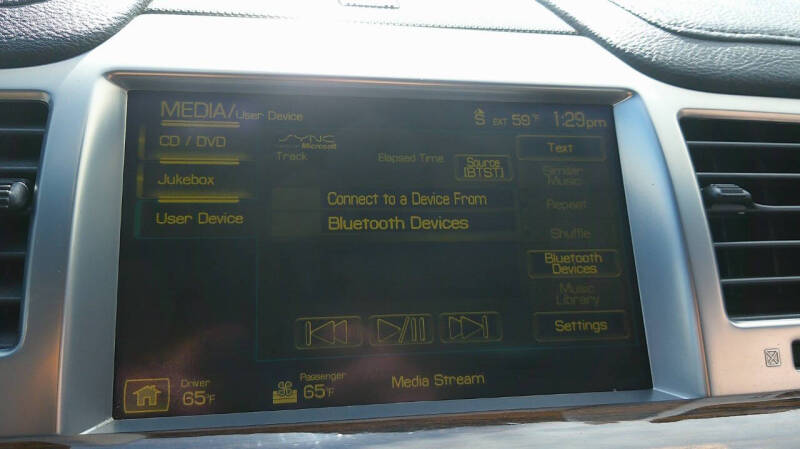 MEDIA/User Device
S EXT 59°F 1:29pm
CD / DVD
SYNC
Microsoft
Text
Track
Elapsed Time
Source
(BTST)
Jukebox
Similar
Music
Connect to a Device From
Repeat
User Device
Bluetooth Devices
Shuffle
Bluetooth
Devices
Music
Library
Settings
Driver
65°F
Passenger
65°F
Media Stream